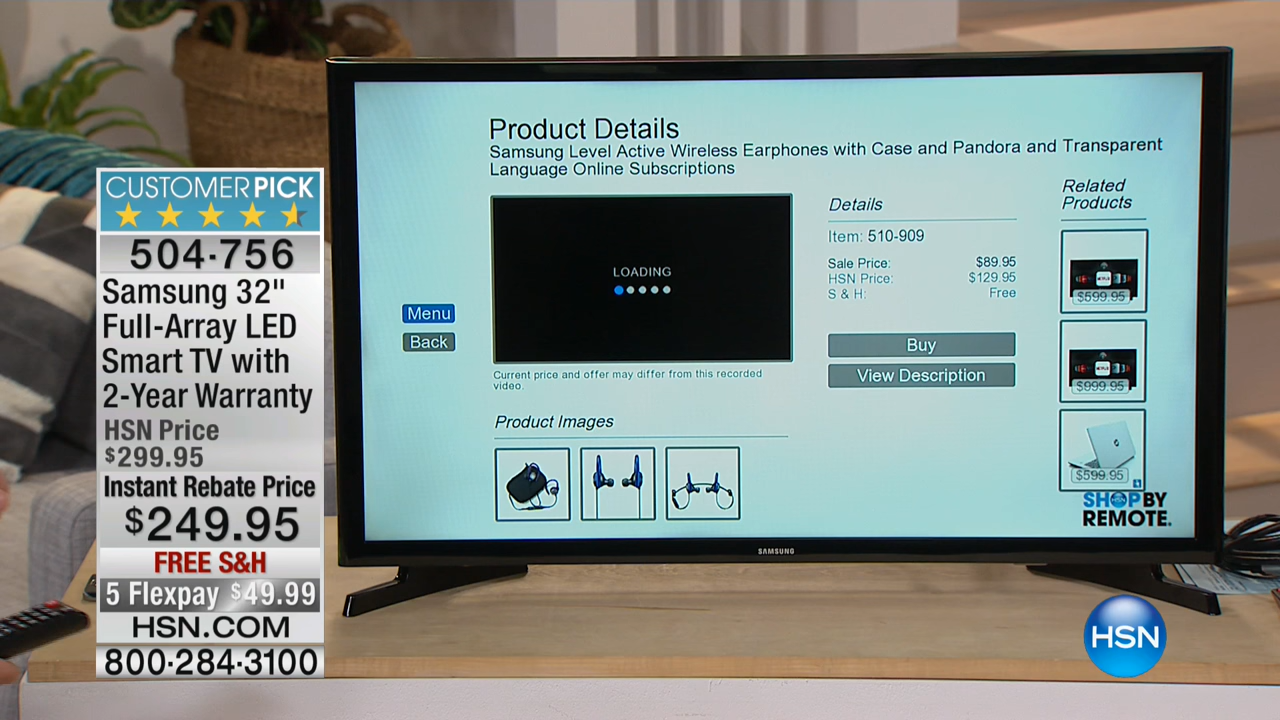 CUSTOMER PICK
504-756
Samsung 32"
Full-Array LED
Smart TV with
2-Year Warranty
HSN Price
$299.95
Instant Rebate Price
$249.95
FREE S&H
5 Flexpay $49.99
HSN.COM
800-284-3100
Product Details
Samsung Level Active Wireless Earphones with Case and Pandora and Transparent
Language Online Subscriptions
LOADING
Menu
Back
Current price and offer may differ from this recorded
video.
Product Images
Details
Item: 510-909
Sale Price: $89.95
HSN Price: $129.95
S & H: Free
Buy
View Description
Related
Products
$599.95
$999.95
$599.95
SHOP BY
REMOTE.
SAMSUNG
HSN